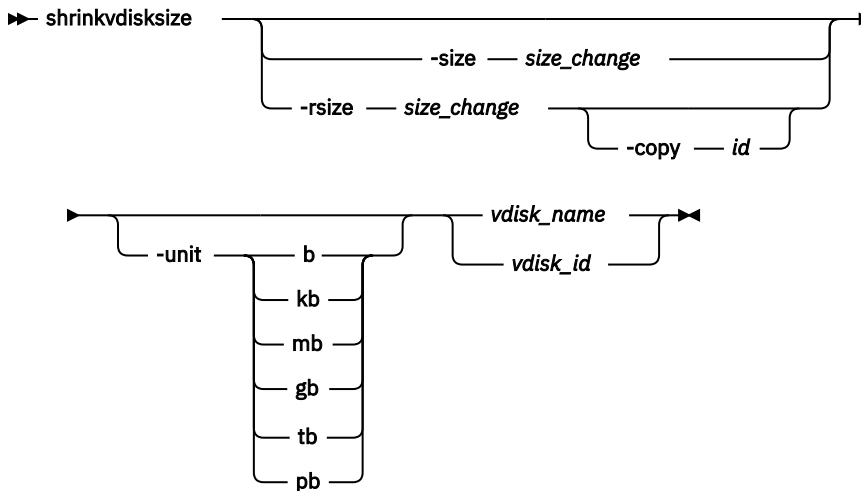 shrinkvdisksize
-size size_change
-rsize size_change
-copy id
vdisk_name
-unit b
vdisk_id
kb
mb
gb
tb
pb